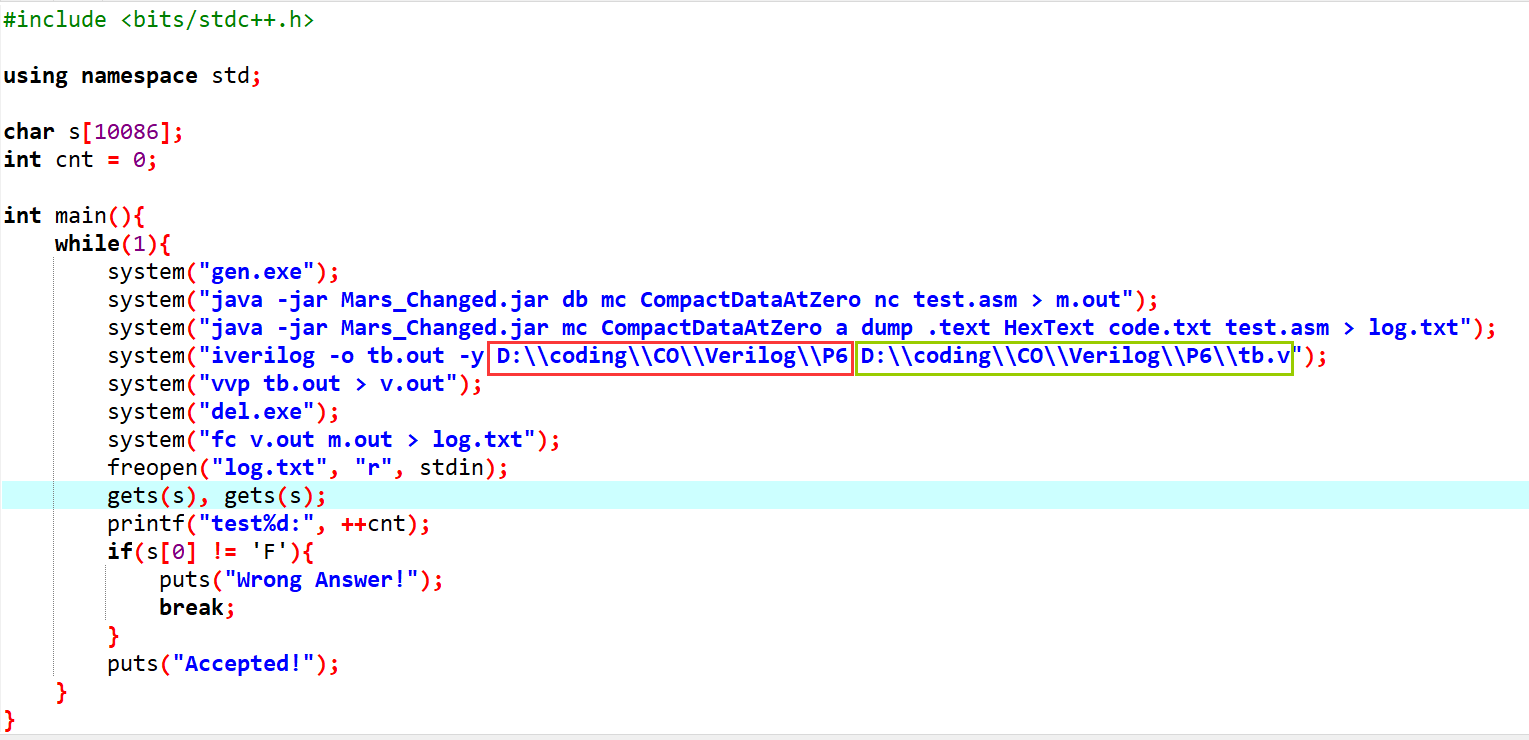 #include <bits/stdc++.h>
using namespace std;
char s[10086];
int cnt = 0;
int main(){
    while(1){
        system("gen.exe");
        system("java -jar Mars_Changed.jar db mc CompactDataAtZero nc test.asm > m.out");
        system("java -jar Mars_Changed.jar mc CompactDataAtZero a dump .text HexText code.txt test.asm > log.txt");
        system("iverilog -o tb.out -y D:\\coding\\CO\\Verilog\\P6 D:\\coding\\CO\\Verilog\\P6\\tb.v");
        system("vvp tb.out > v.out");
        system("del.exe");
        system("fc v.out m.out > log.txt");
        freopen("log.txt", "r", stdin);
        gets(s), gets(s);
        printf("test%d:", ++cnt);
        if(s[0] != 'F'){
            puts("Wrong Answer!");
            break;
        }
        puts("Accepted!");
    }
}